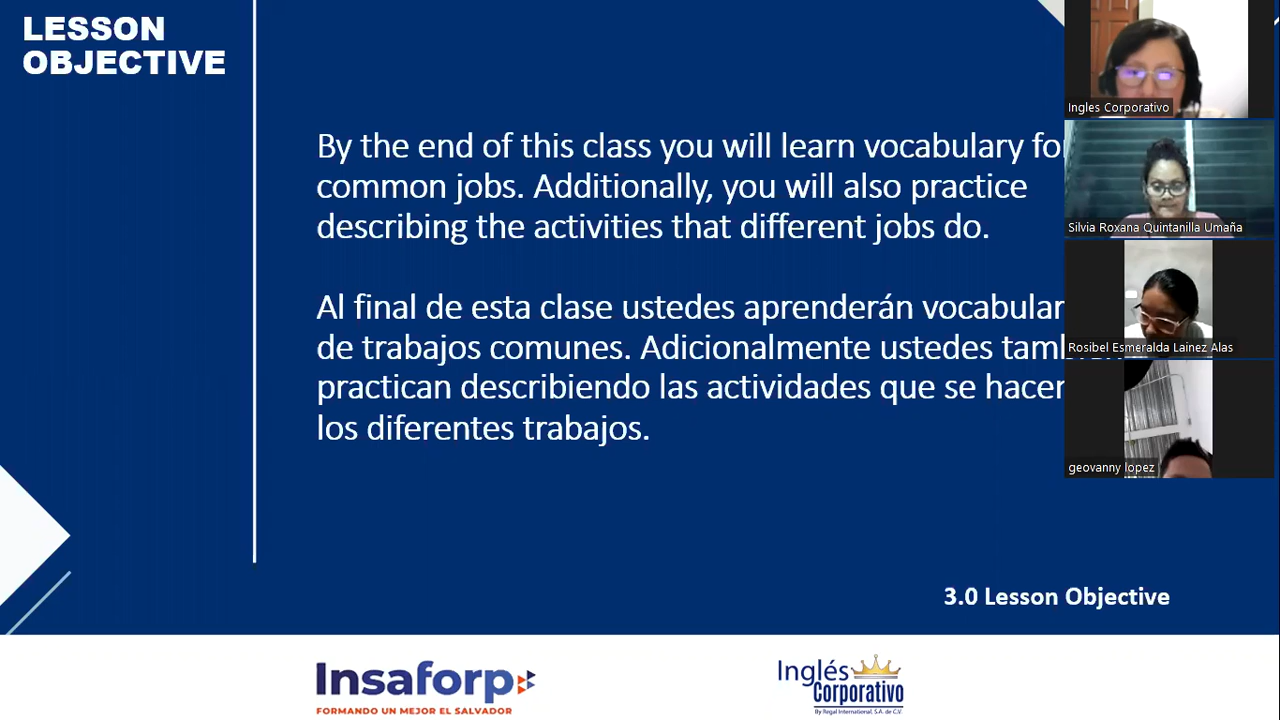 LESSON
OBJECTIVE
By the end of this class you will learn vocabulary for
common jobs. Additionally, you will also practice
describing the activities that different jobs do.
Al final de esta clase ustedes aprenderán vocabular
de trabajos comunes. Adicionalmente ustedes también
practican describiendo las actividades que se hacen
los diferentes trabajos.
3.0 Lesson Objective
Insaforp
FORMANDO UN MEJOR EL SALVADOR
Inglés
Corporativo
By Regal International, S.A. de C.V.
Ingles Corporativo
Silvia Roxana Quintanilla Umaña
Rosibel Esmeralda Lainez Alas
geovanny lopez